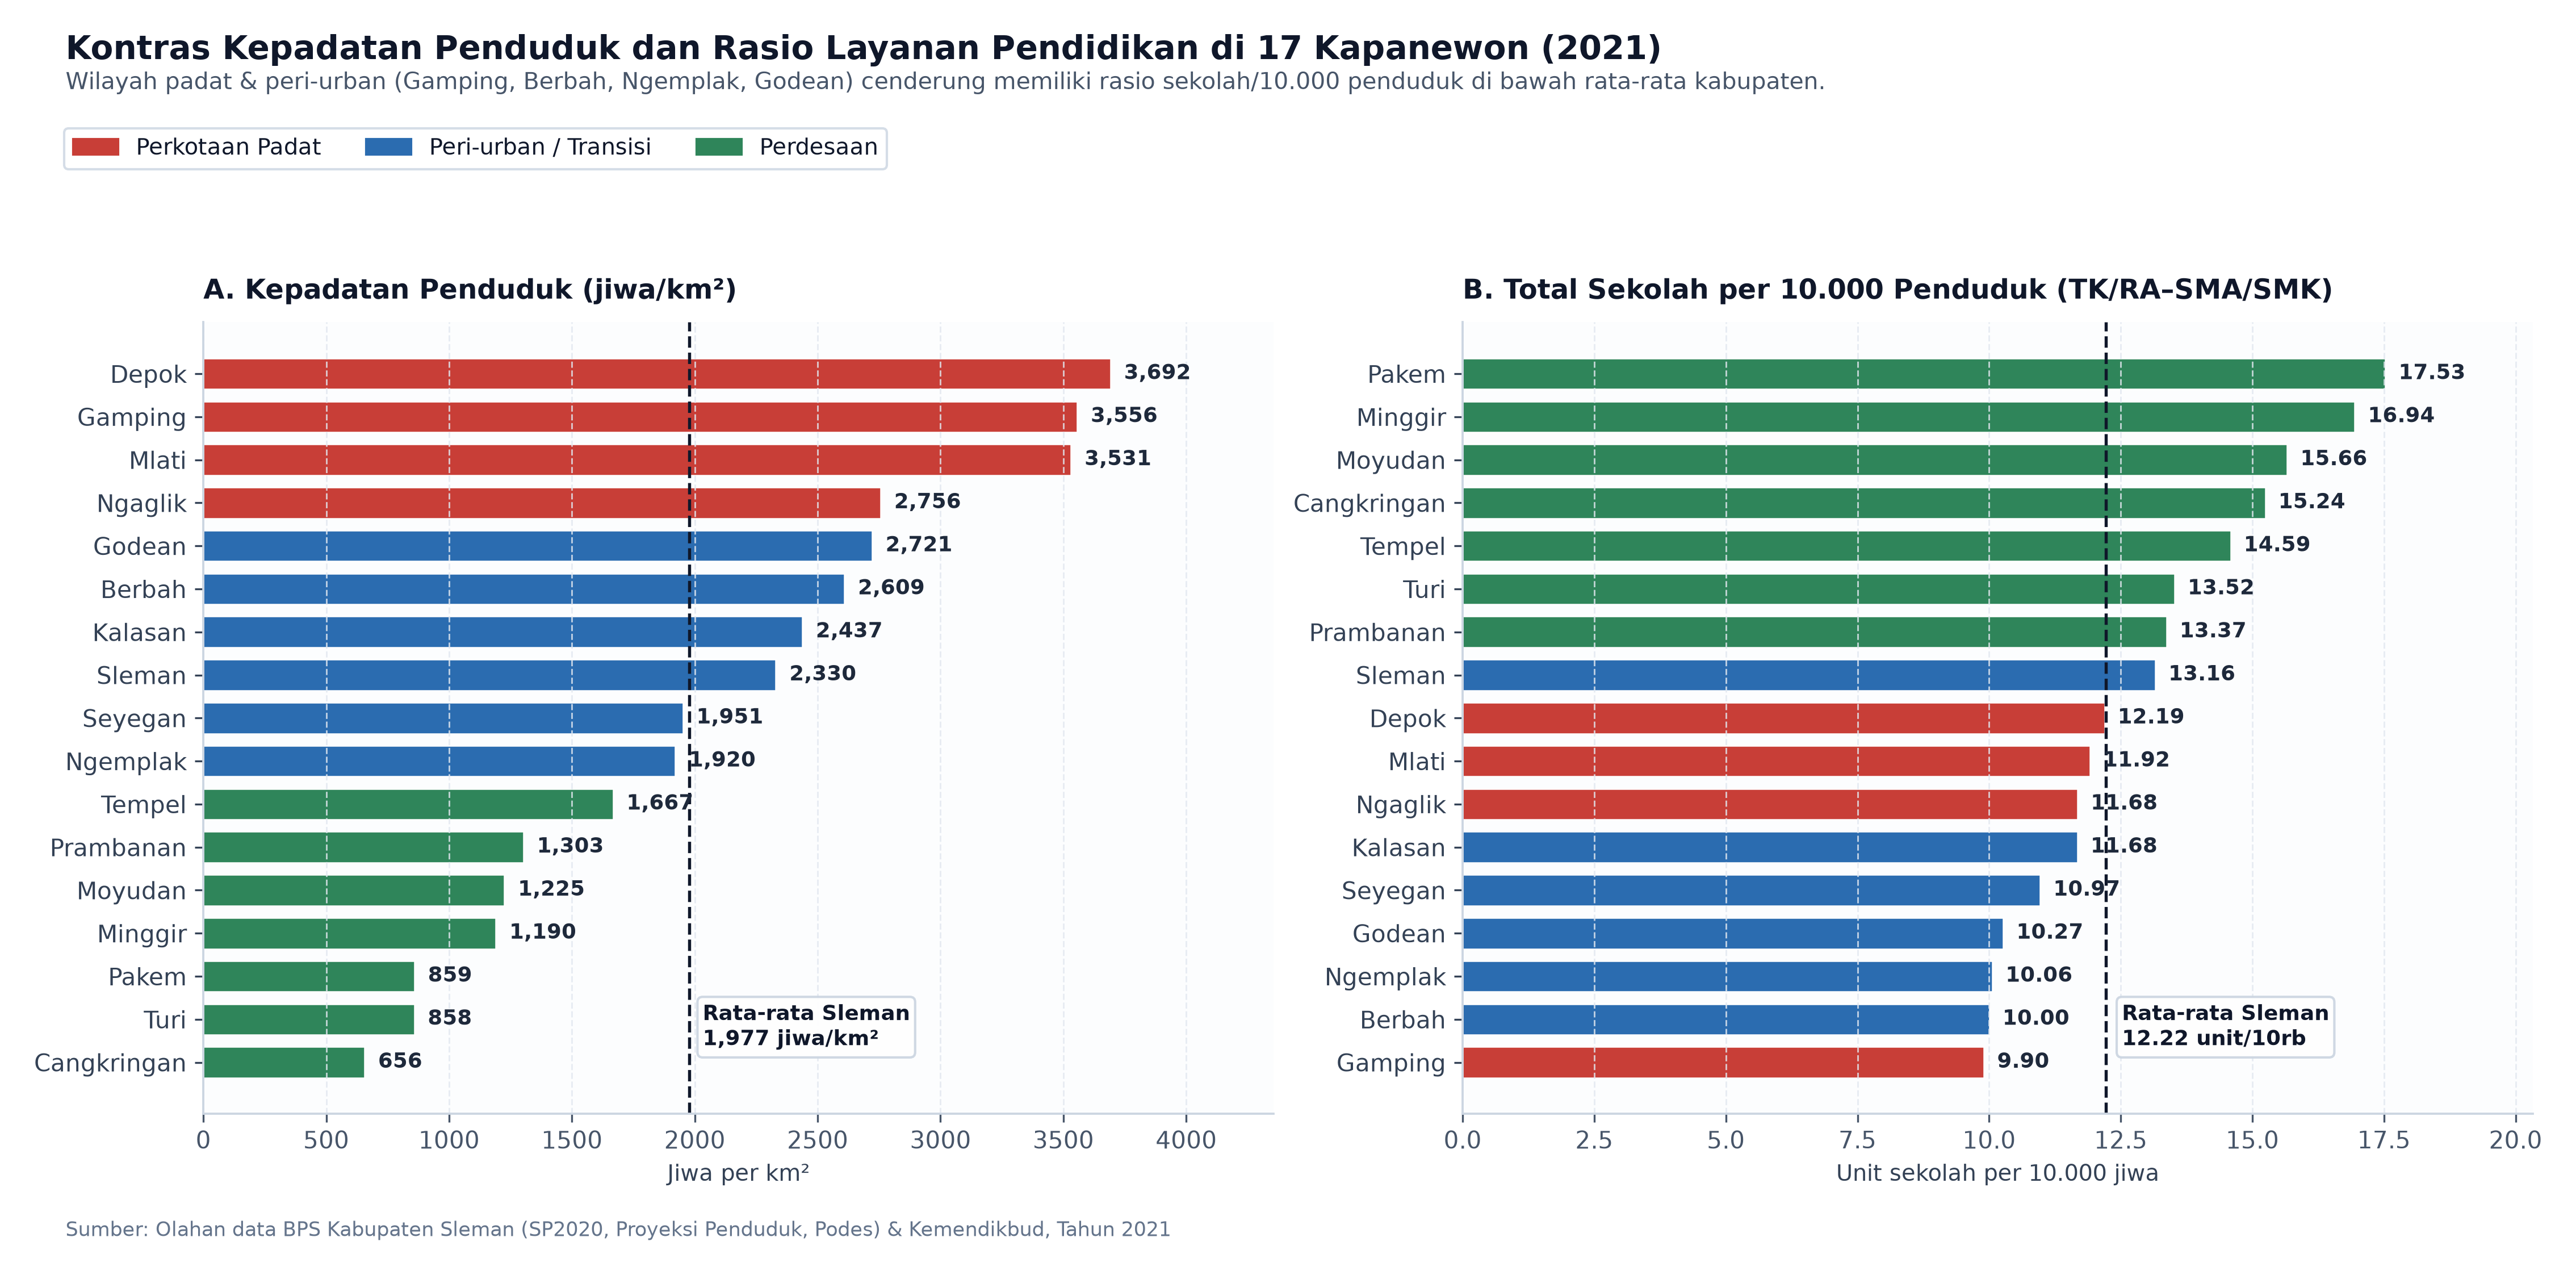 Kontras Kepadatan Penduduk dan Rasio Layanan Pendidikan di 17 Kapanewon (2021)
Wilayah padat & peri-urban (Gamping, Berbah, Ngemplak, Godean) cenderung memiliki rasio sekolah/10.000 penduduk di bawah rata-rata kabupaten.
Perkotaan Padat
Peri-urban / Transisi
Perdesaan
A. Kepadatan Penduduk (jiwa/km²)
Depok 3,692
Gamping 3,556
Mlati 3,531
Ngaglik 2,756
Godean 2,721
Berbah 2,609
Kalasan 2,437
Sleman 2,330
Seyegan 1,951
Ngemplak 1,920
Tempel 1,667
Prambanan 1,303
Moyudan 1,225
Minggir 1,190
Pakem 859
Turi 858
Cangkringan 656
Rata-rata Sleman
1,977 jiwa/km²
0 500 1000 1500 2000 2500 3000 3500 4000
Jiwa per km²
B. Total Sekolah per 10.000 Penduduk (TK/RA–SMA/SMK)
Pakem 17.53
Minggir 16.94
Moyudan 15.66
Cangkringan 15.24
Tempel 14.59
Turi 13.52
Prambanan 13.37
Sleman 13.16
Depok 12.19
Mlati 11.92
Ngaglik 11.68
Kalasan 11.68
Seyegan 10.97
Godean 10.27
Ngemplak 10.06
Berbah 10.00
Gamping 9.90
Rata-rata Sleman
12.22 unit/10rb
0.0 2.5 5.0 7.5 10.0 12.5 15.0 17.5 20.0
Unit sekolah per 10.000 jiwa
Sumber: Olahan data BPS Kabupaten Sleman (SP2020, Proyeksi Penduduk, Podes) & Kemendikbud, Tahun 2021